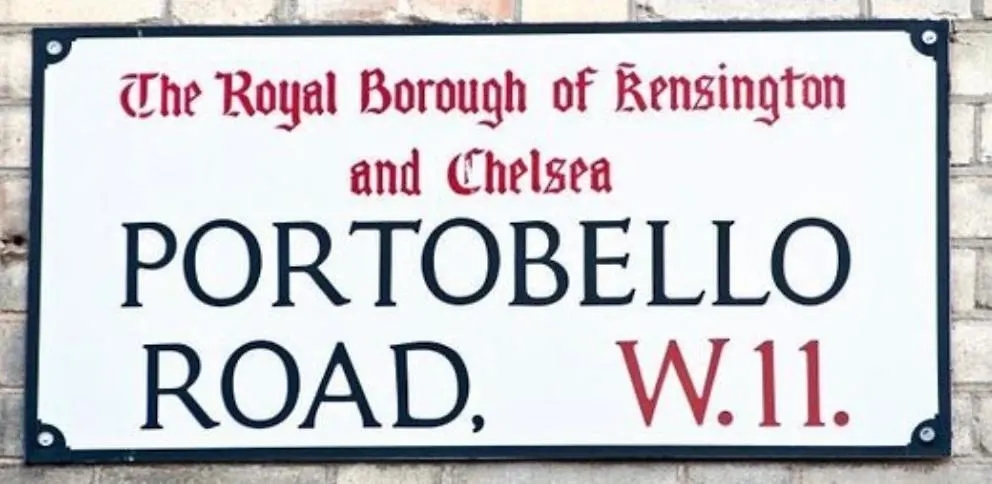 The Royal Borough of Kensington
and Chelsea
PORTOBELLO
ROAD, W.11.